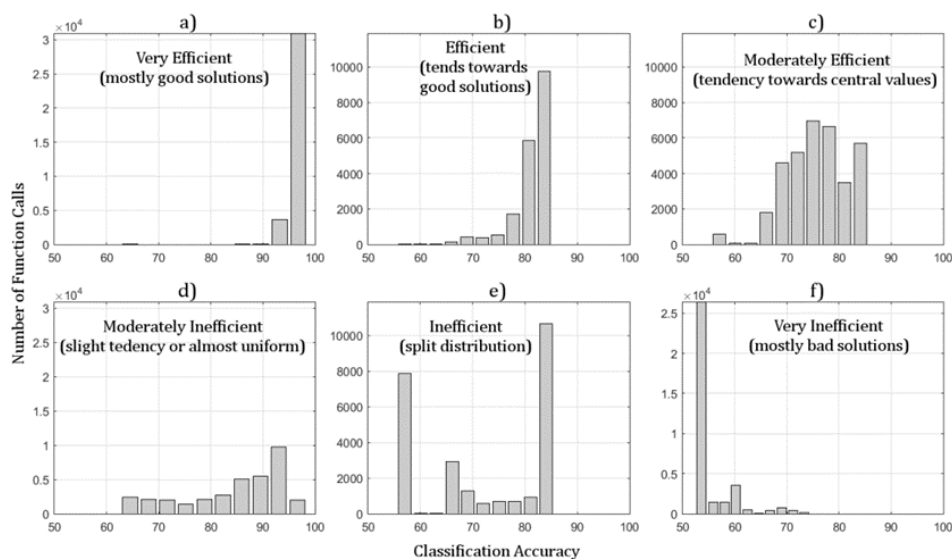 a)
×10⁴
Very Efficient
(mostly good solutions)
3
2.5
2
1.5
1
0.5
0
50 60 70 80 90 100
b)
Efficient
(tends towards
good solutions)
10000
8000
6000
4000
2000
0
50 60 70 80 90 100
c)
Moderately Efficient
(tendency towards central values)
10000
8000
6000
4000
2000
0
50 60 70 80 90 100
Number of Function Calls
d)
×10⁴
Moderately Inefficient
(slight tedency or almost uniform)
3
2.5
2
1.5
1
0.5
0
50 60 70 80 90 100
e)
Inefficient
(split distribution)
10000
8000
6000
4000
2000
0
50 60 70 80 90 100
f)
×10⁴
Very Inefficient
(mostly bad solutions)
2.5
2
1.5
1
0.5
0
50 60 70 80 90 100
Classification Accuracy